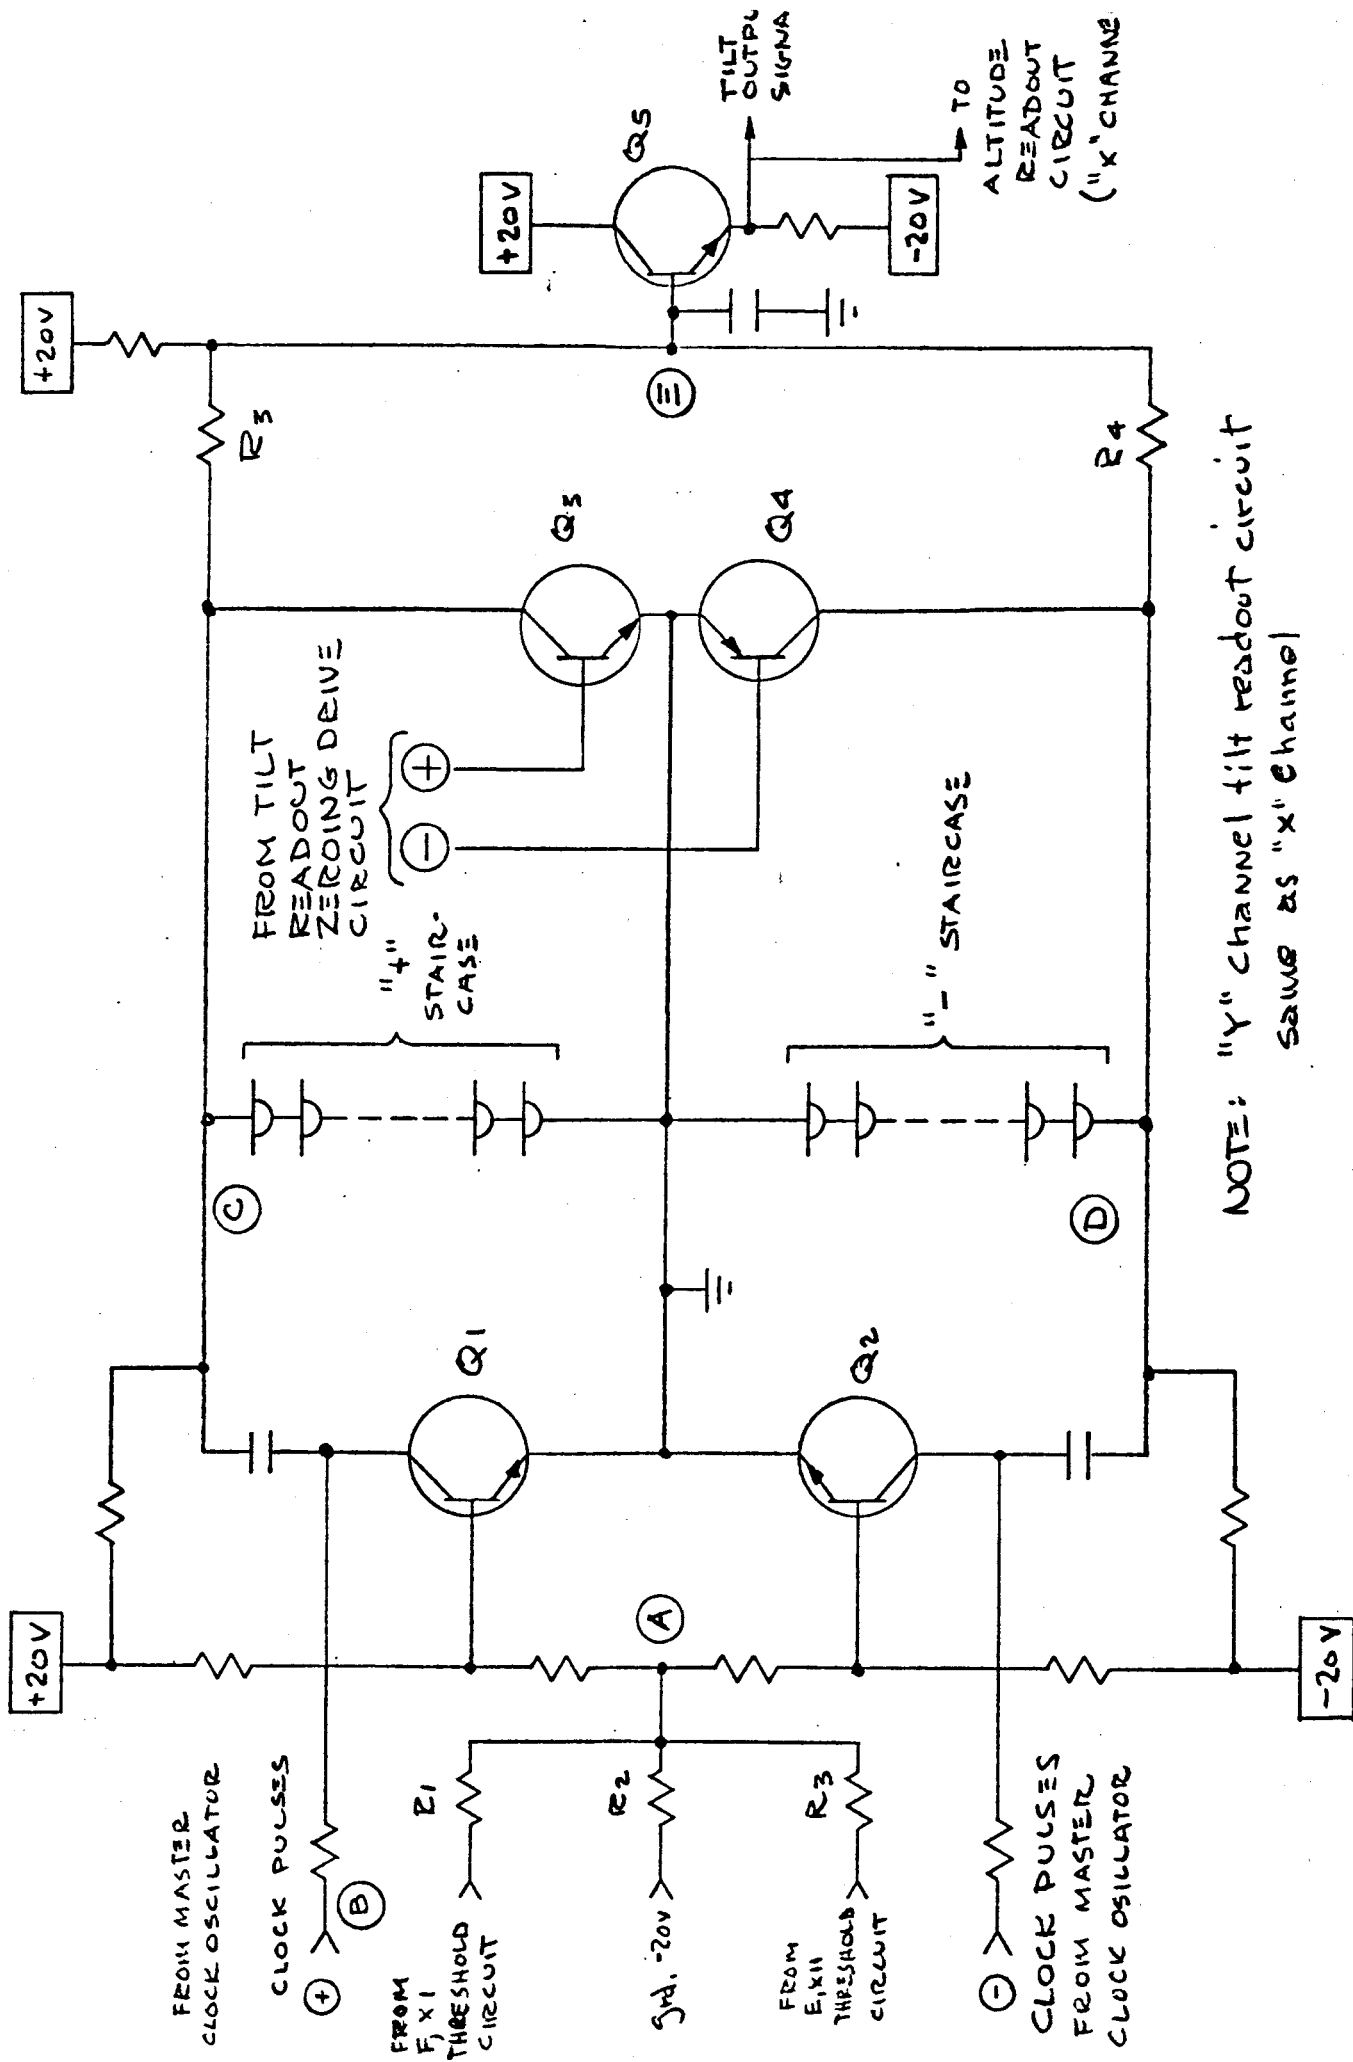 +20V
FROM MASTER
CLOCK OSCILLATOR
CLOCK PULSES
+
B
FROM
F, X I
THRESHOLD
CIRCUIT
R1
grd, -20V
R2
FROM
E, XII
THRESHOLD
CIRCUIT
R3
-
CLOCK PULSES
FROM MASTER
CLOCK OSILLATOR
-20V
A
Q1
Q2
C
D
"+"
STAIR-
CASE
"-" STAIRCASE
FROM TILT
READOUT
ZEROING DRIVE
CIRCUIT
-
+
Q3
Q4
R3
R4
+20V
E
+20V
Q5
-20V
TILT
OUTPU
SIGNA
TO
ALTITUDE
READOUT
CIRCUIT
("X" CHANNE
NOTE: "Y" channel tilt readout circuit
same as "X" channel